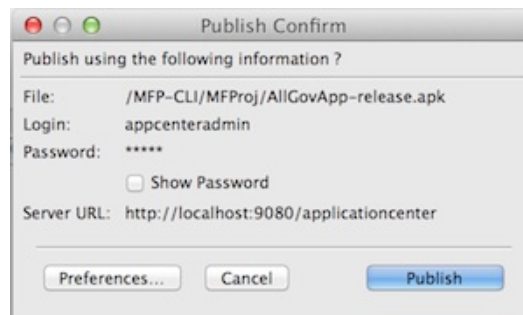 Publish Confirm
Publish using the following information ?
File: /MFP-CLI/MFProj/AllGovApp-release.apk
Login: appcenteradmin
Password: *****
Show Password
Server URL: http://localhost:9080/applicationcenter
Preferences... Cancel Publish